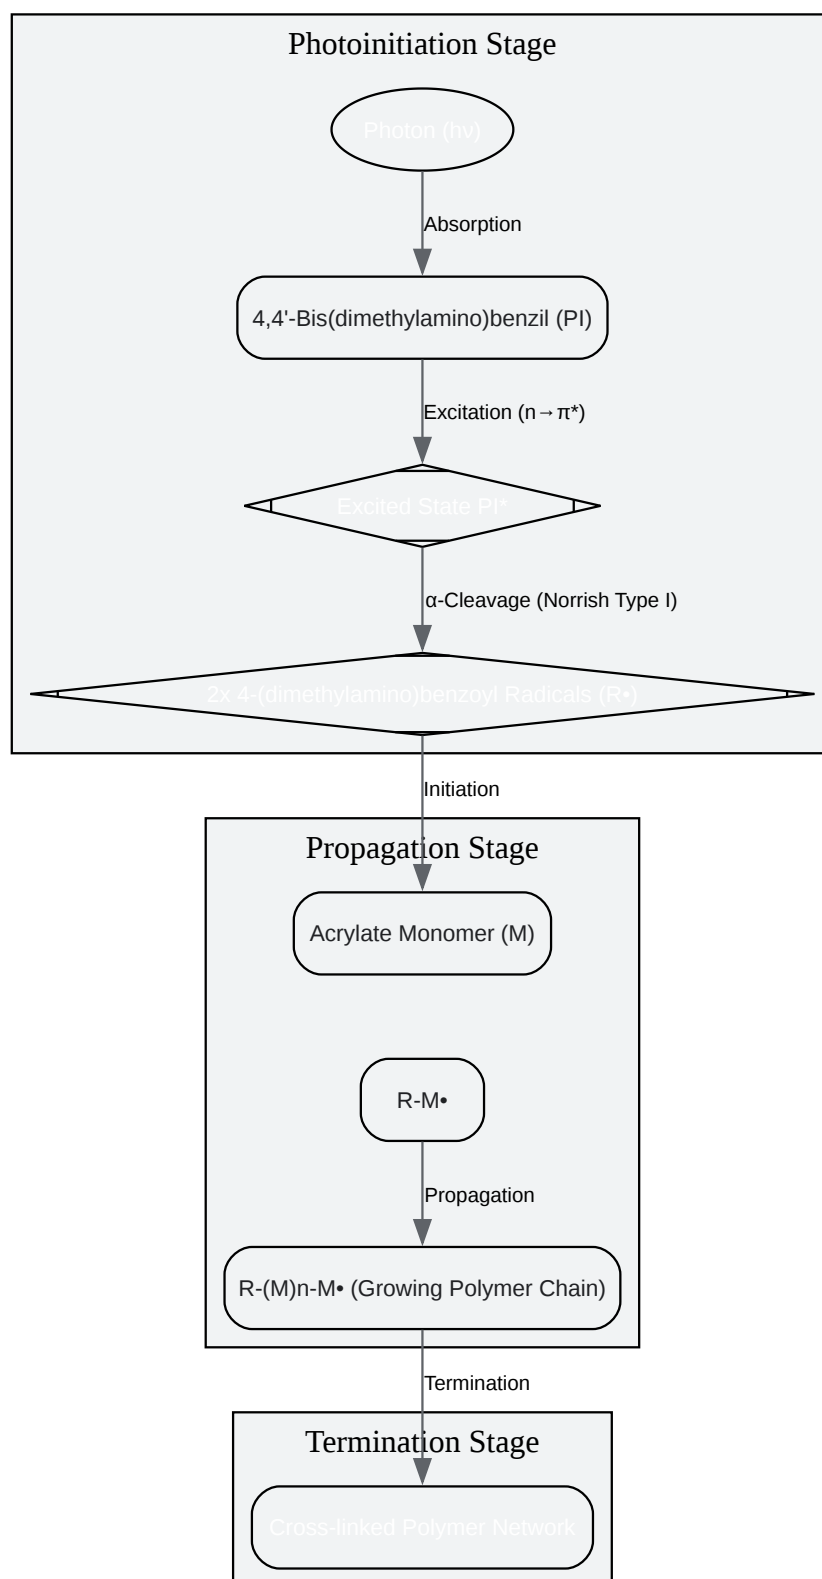 Photoinitiation Stage
Photon (hν)
Absorption
4,4'-Bis(dimethylamino)benzil (PI)
Excitation (n→π*)
Excited State PI*
α-Cleavage (Norrish Type I)
2x 4-(dimethylamino)benzoyl Radicals (R•)
Initiation
Propagation Stage
Acrylate Monomer (M)
R-M•
Propagation
R-(M)n-M• (Growing Polymer Chain)
Termination
Termination Stage
Cross-linked Polymer Network